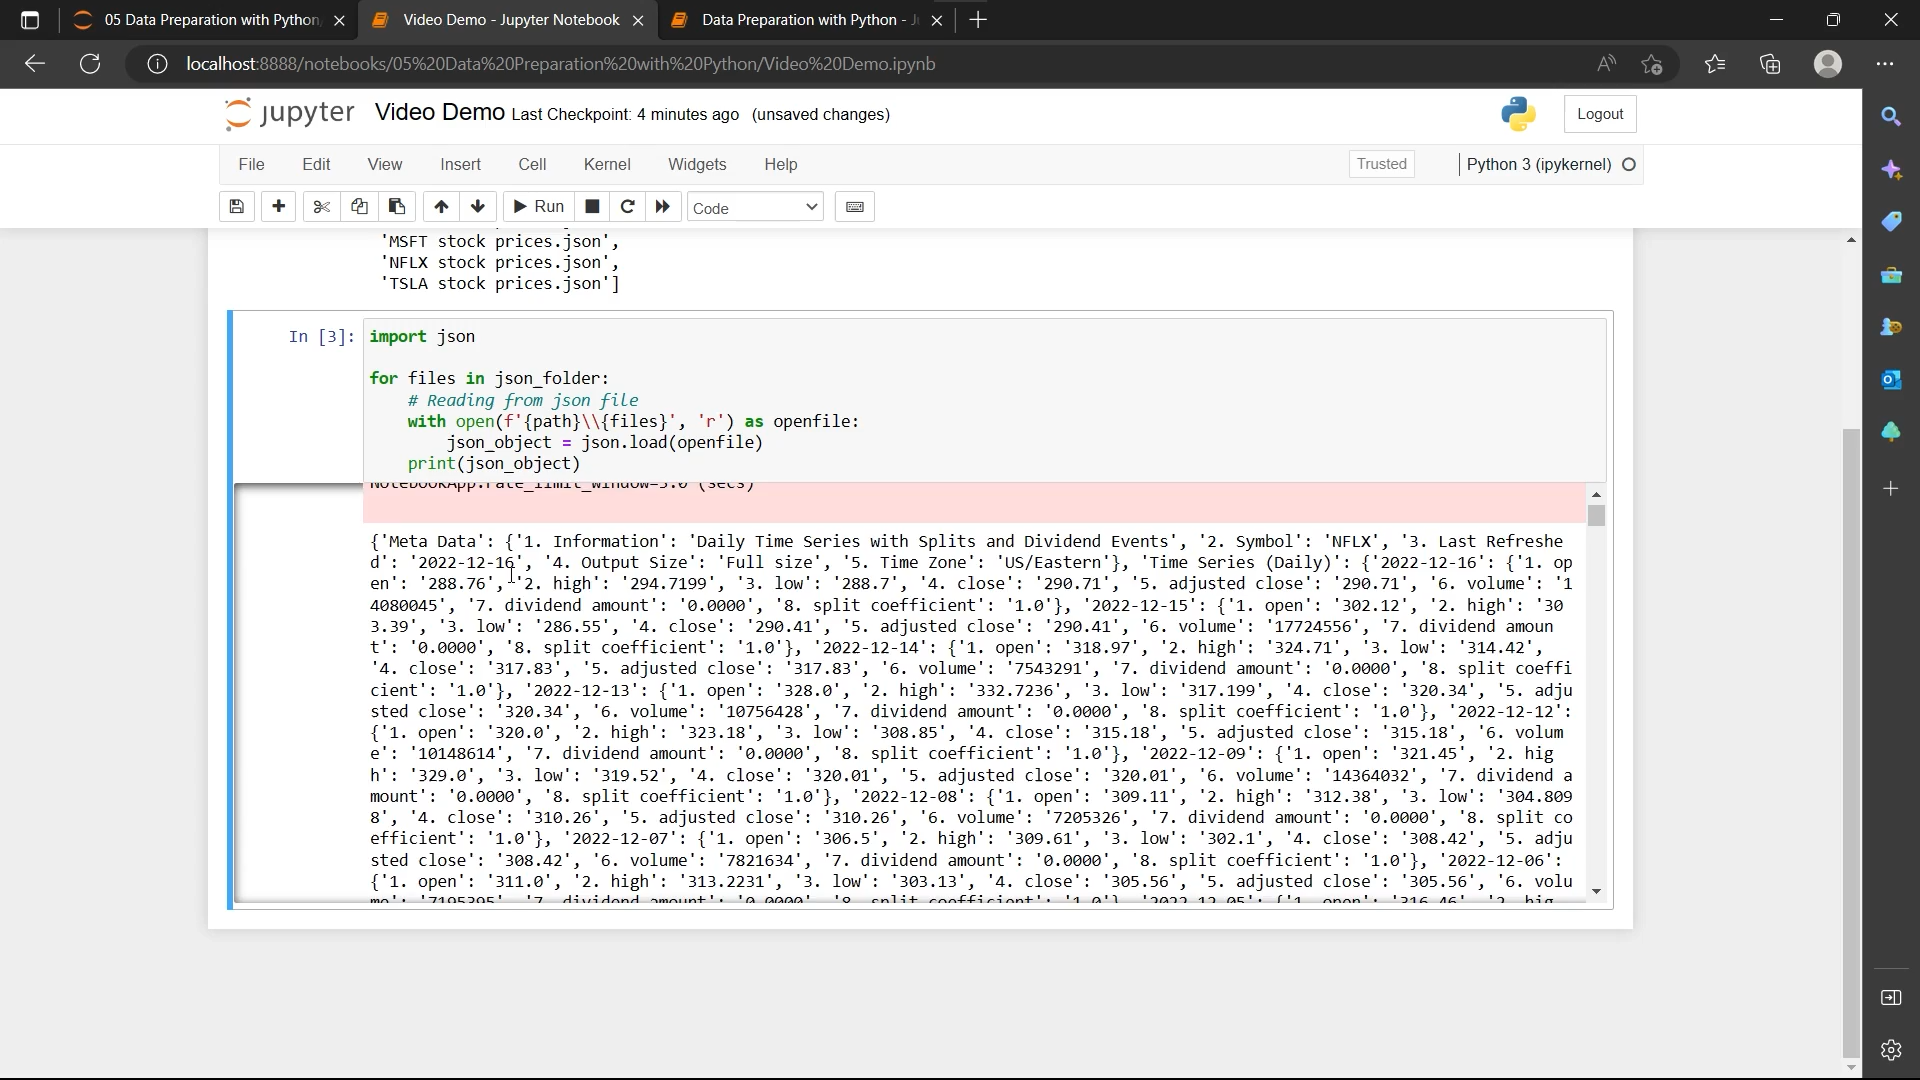 05 Data Preparation with Python
Video Demo - Jupyter Notebook
Data Preparation with Python - J
localhost:8888/notebooks/05%20Data%20Preparation%20with%20Python/Video%20Demo.ipynb
jupyter Video Demo Last Checkpoint: 4 minutes ago (unsaved changes)
Logout
File Edit View Insert Cell Kernel Widgets Help
Trusted
Python 3 (ipykernel)
Run
Code
'MSFT stock prices.json',
'NFLX stock prices.json',
'TSLA stock prices.json']
In [3]: import json
for files in json_folder:
# Reading from json file
with open(f'{path}\\{files}', 'r') as openfile:
json_object = json.load(openfile)
print(json_object)
NotebookApp.rate_limit_window=3.0 (secs)
{'Meta Data': {'1. Information': 'Daily Time Series with Splits and Dividend Events', '2. Symbol': 'NFLX', '3. Last Refreshe
d': '2022-12-16', '4. Output Size': 'Full size', '5. Time Zone': 'US/Eastern'}, 'Time Series (Daily)': {'2022-12-16': {'1. op
en': '288.76', '2. high': '294.7199', '3. low': '288.7', '4. close': '290.71', '5. adjusted close': '290.71', '6. volume': '1
4080045', '7. dividend amount': '0.0000', '8. split coefficient': '1.0'}, '2022-12-15': {'1. open': '302.12', '2. high': '30
3.39', '3. low': '286.55', '4. close': '290.41', '5. adjusted close': '290.41', '6. volume': '17724556', '7. dividend amoun
t': '0.0000', '8. split coefficient': '1.0'}, '2022-12-14': {'1. open': '318.97', '2. high': '324.71', '3. low': '314.42',
'4. close': '317.83', '5. adjusted close': '317.83', '6. volume': '7543291', '7. dividend amount': '0.0000', '8. split coeffi
cient': '1.0'}, '2022-12-13': {'1. open': '328.0', '2. high': '332.7236', '3. low': '317.199', '4. close': '320.34', '5. adju
sted close': '320.34', '6. volume': '10756428', '7. dividend amount': '0.0000', '8. split coefficient': '1.0'}, '2022-12-12':
{'1. open': '320.0', '2. high': '323.18', '3. low': '308.85', '4. close': '315.18', '5. adjusted close': '315.18', '6. volum
e': '10148614', '7. dividend amount': '0.0000', '8. split coefficient': '1.0'}, '2022-12-09': {'1. open': '321.45', '2. hig
h': '329.0', '3. low': '319.52', '4. close': '320.01', '5. adjusted close': '320.01', '6. volume': '14364032', '7. dividend a
mount': '0.0000', '8. split coefficient': '1.0'}, '2022-12-08': {'1. open': '309.11', '2. high': '312.38', '3. low': '304.809
8', '4. close': '310.26', '5. adjusted close': '310.26', '6. volume': '7205326', '7. dividend amount': '0.0000', '8. split co
efficient': '1.0'}, '2022-12-07': {'1. open': '306.5', '2. high': '309.61', '3. low': '302.1', '4. close': '308.42', '5. adju
sted close': '308.42', '6. volume': '7821634', '7. dividend amount': '0.0000', '8. split coefficient': '1.0'}, '2022-12-06':
{'1. open': '311.0', '2. high': '313.2231', '3. low': '303.13', '4. close': '305.56', '5. adjusted close': '305.56', '6. volu
me': '7195395', '7. dividend amount': '0.0000', '8. split coefficient': '1.0'}, '2022-12-05': {'1. open': '316.46', '2. hig